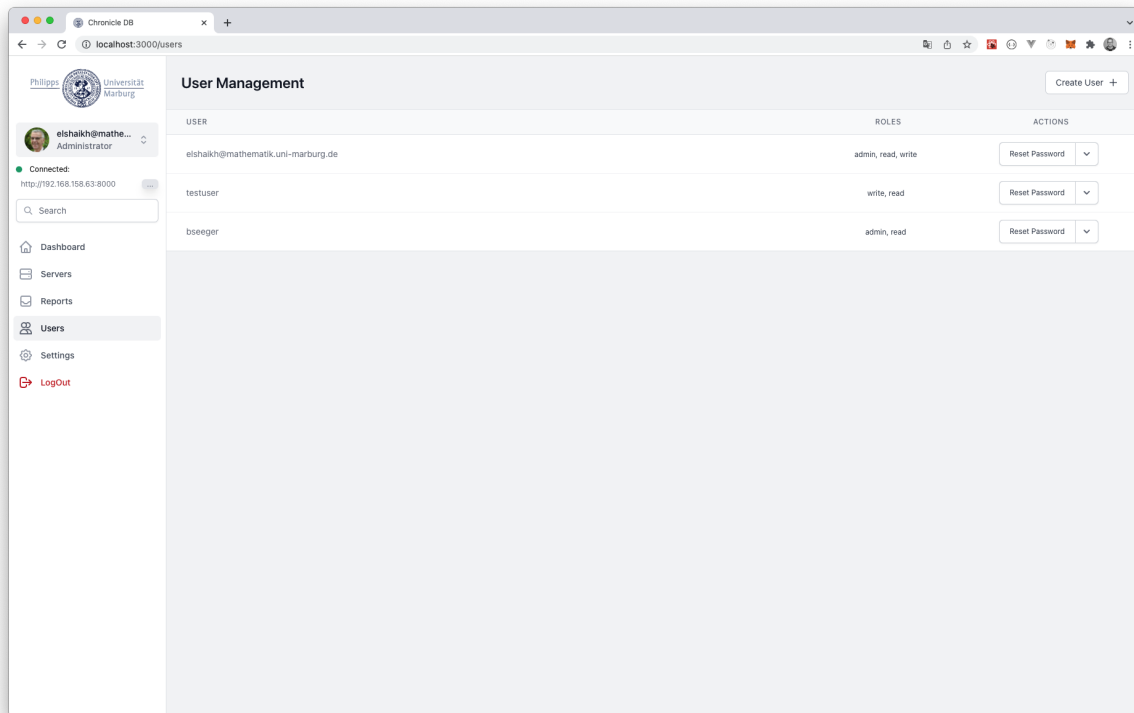 Chronicle DB
localhost:3000/users
Philipps Universität
Marburg
User Management
Create User +
elshaikh@mathe...
Administrator
Connected:
http://192.168.158.63:8000 ...
Search
Dashboard
Servers
Reports
Users
Settings
LogOut
USER ROLES ACTIONS
elshaikh@mathematik.uni-marburg.de admin, read, write Reset Password
testuser write, read Reset Password
bseeger admin, read Reset Password